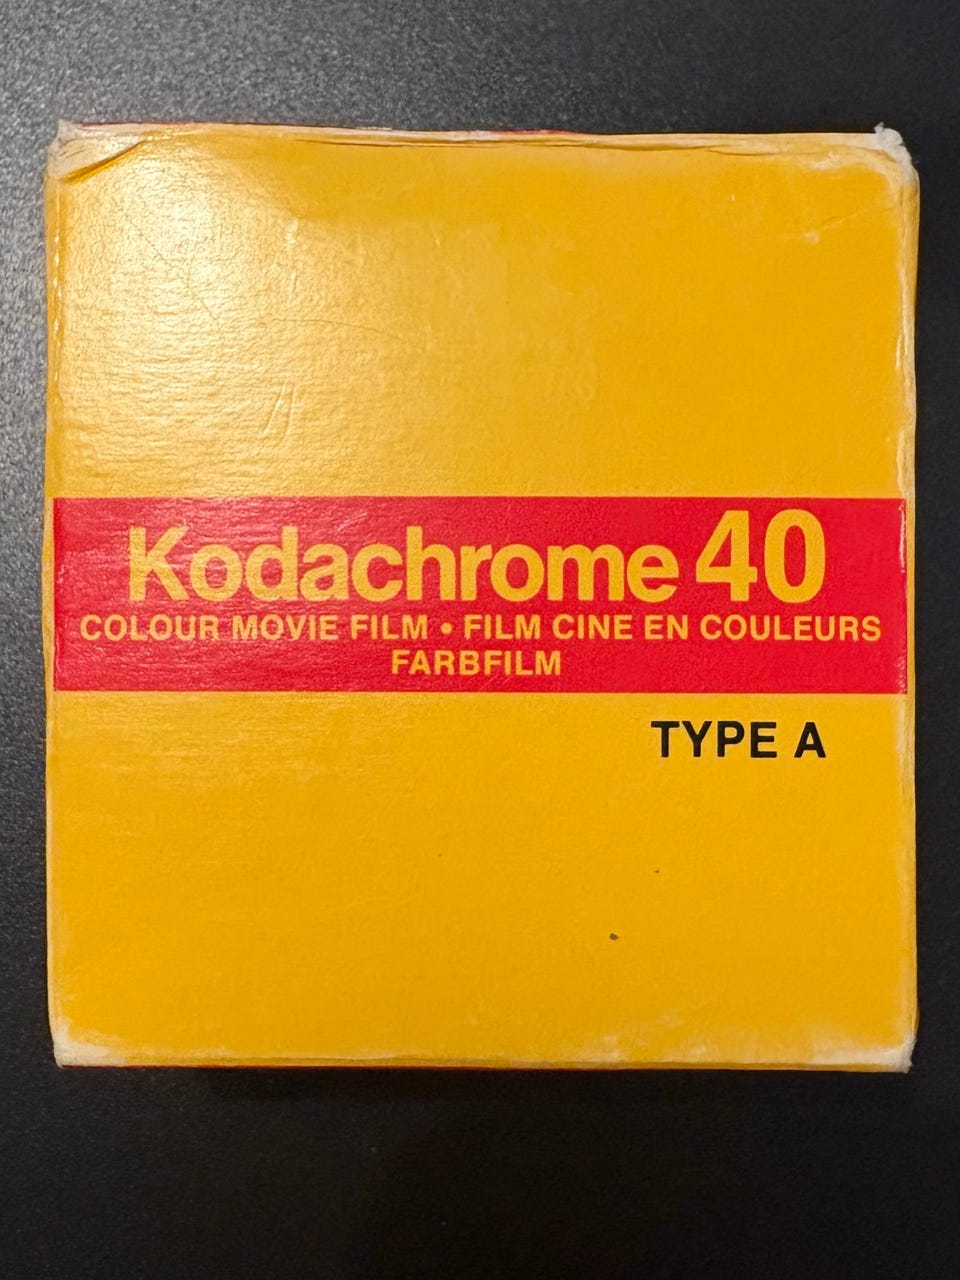 Kodachrome 40
COLOUR MOVIE FILM • FILM CINE EN COULEURS
FARBFILM
TYPE A